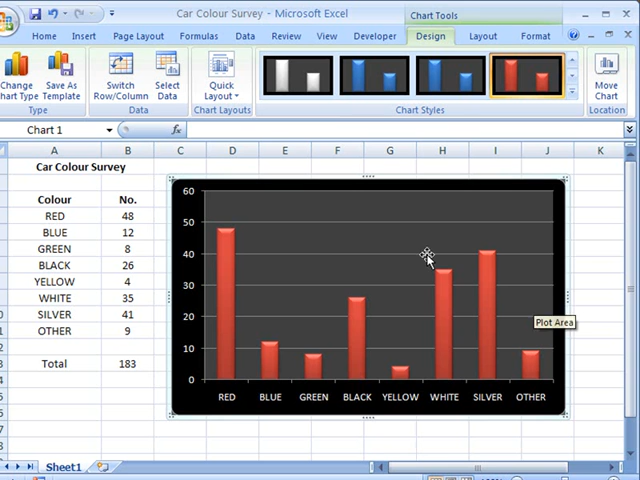 Car Colour Survey - Microsoft Excel
Chart Tools
Home Insert Page Layout Formulas Data Review View Developer Design Layout Format
Change Chart Type
Save As Template
Switch Row/Column
Select Data
Quick Layout
Move Chart
Type
Data
Chart Layouts
Chart Styles
Location
Chart 1
fx
A B C D E F G H I J K
Car Colour Survey
Colour No.
RED 48
BLUE 12
GREEN 8
BLACK 26
YELLOW 4
WHITE 35
SILVER 41
OTHER 9
Total 183
60
50
40
30
20
10
0
RED BLUE GREEN BLACK YELLOW WHITE SILVER OTHER
Plot Area
Sheet1